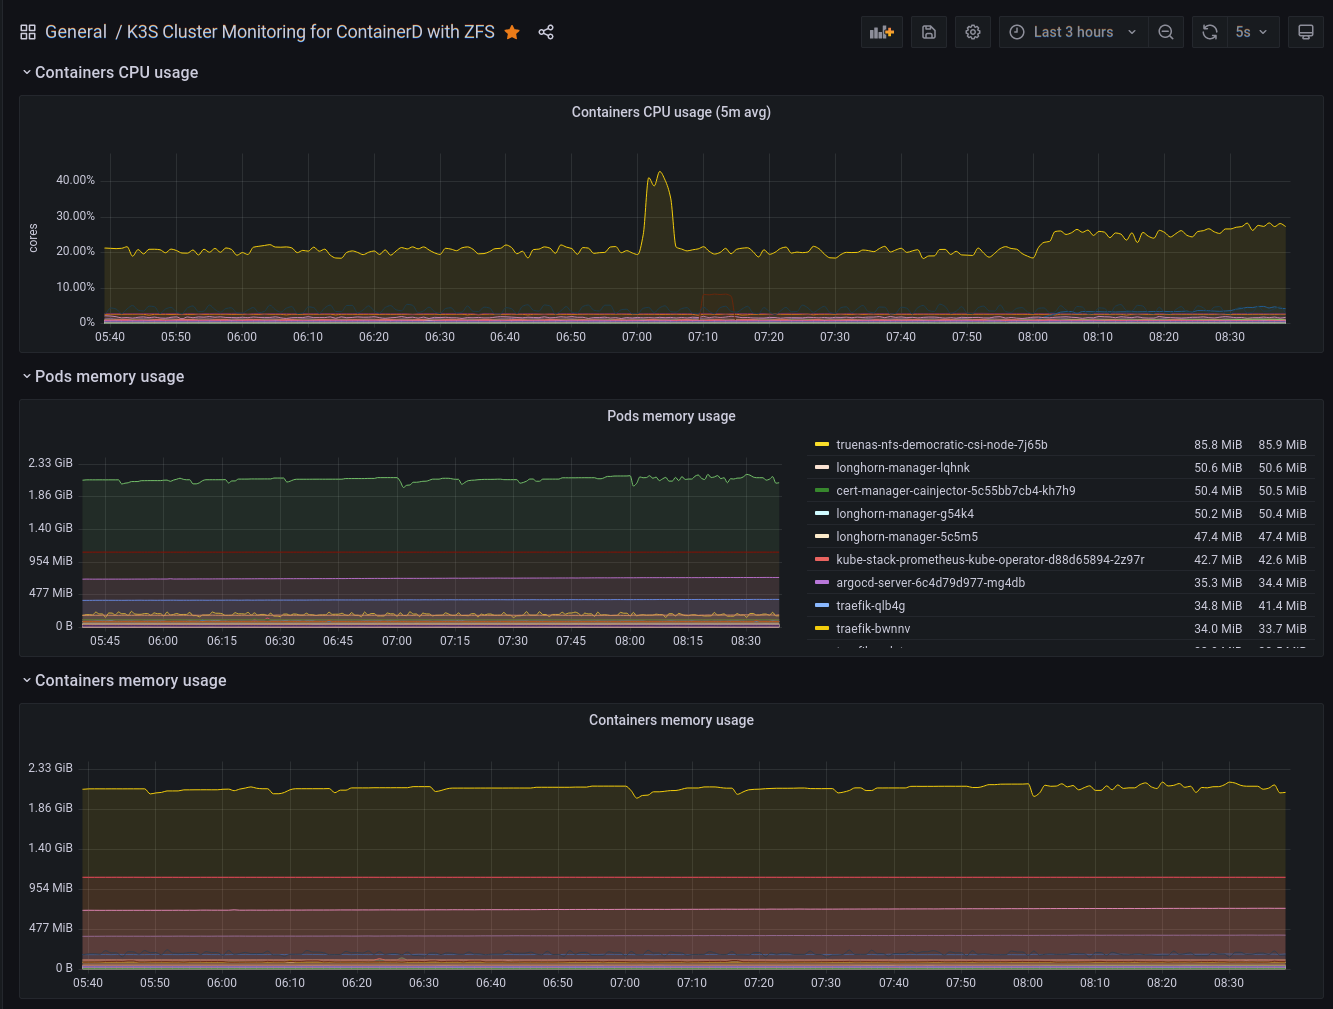 General / K3S Cluster Monitoring for ContainerD with ZFS Last 3 hours 5s
Containers CPU usage
Containers CPU usage (5m avg)
cores
40.00%
30.00%
20.00%
10.00%
0%
05:40 05:50 06:00 06:10 06:20 06:30 06:40 06:50 07:00 07:10 07:20 07:30 07:40 07:50 08:00 08:10 08:20 08:30
Pods memory usage
Pods memory usage
2.33 GiB
1.86 GiB
1.40 GiB
954 MiB
477 MiB
0 B
05:45 06:00 06:15 06:30 06:45 07:00 07:15 07:30 07:45 08:00 08:15 08:30
truenas-nfs-democratic-csi-node-7j65b 85.8 MiB 85.9 MiB
longhorn-manager-lqhnk 50.6 MiB 50.6 MiB
cert-manager-cainjector-5c55bb7cb4-kh7h9 50.4 MiB 50.5 MiB
longhorn-manager-g54k4 50.2 MiB 50.4 MiB
longhorn-manager-5c5m5 47.4 MiB 47.4 MiB
kube-stack-prometheus-kube-operator-d88d65894-2z97r 42.7 MiB 42.6 MiB
argocd-server-6c4d79d977-mg4db 35.3 MiB 34.4 MiB
traefik-qlb4g 34.8 MiB 41.4 MiB
traefik-bwnnv 34.0 MiB 33.7 MiB
Containers memory usage
Containers memory usage
2.33 GiB
1.86 GiB
1.40 GiB
954 MiB
477 MiB
0 B
05:40 05:50 06:00 06:10 06:20 06:30 06:40 06:50 07:00 07:10 07:20 07:30 07:40 07:50 08:00 08:10 08:20 08:30